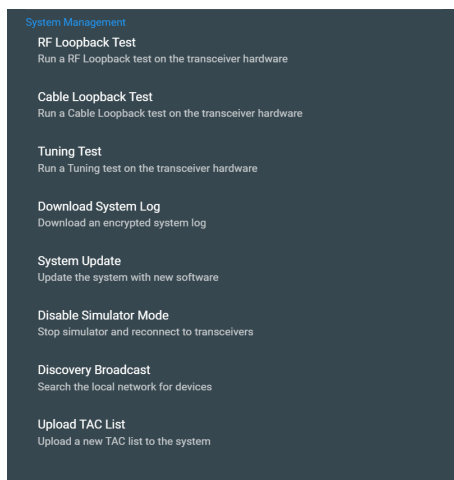 System Management
RF Loopback Test
Run a RF Loopback test on the transceiver hardware
Cable Loopback Test
Run a Cable Loopback test on the transceiver hardware
Tuning Test
Run a Tuning test on the transceiver hardware
Download System Log
Download an encrypted system log
System Update
Update the system with new software
Disable Simulator Mode
Stop simulator and reconnect to transceivers
Discovery Broadcast
Search the local network for devices
Upload TAC List
Upload a new TAC list to the system